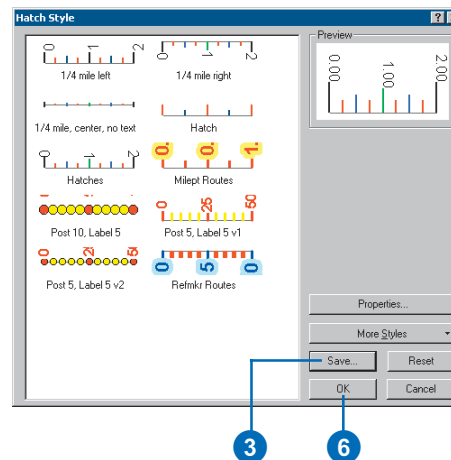 Hatch Style
?
0 1 2
0 1 2
1/4 mile left
1/4 mile right
1/4 mile, center, no text
Hatch
0 1 2
0. 0. 1.
Hatches
Milept Routes
0 25 50
Post 10, Label 5
Post 5, Label 5 v1
0 5 0
Post 5, Label 5 v2
Refmkr Routes
Preview
0.00 1.00 2.00
Properties...
More Styles
Save...
Reset
OK
Cancel
3
6